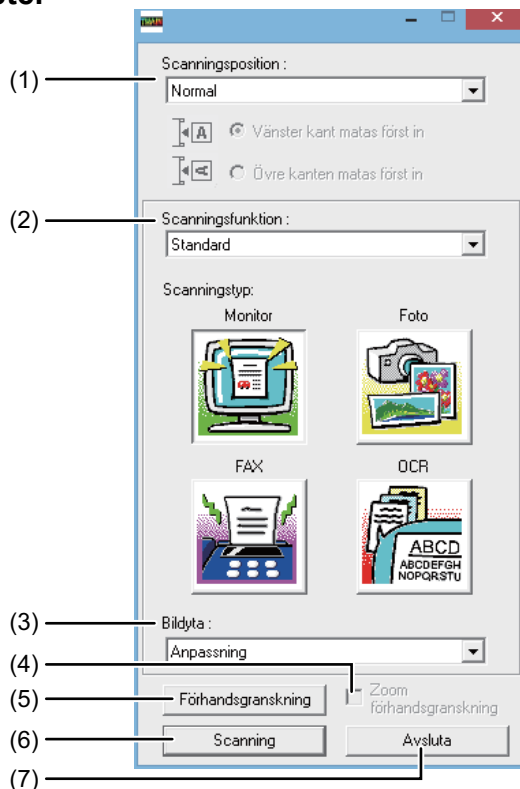 TWAIN
(1)
Scanningsposition :
Normal
A
Vänster kant matas först in
A
Övre kanten matas först in
(2)
Scanningsfunktion :
Standard
Scanningstyp:
Monitor
Foto
FAX
OCR
ABCD
ABCDEFGH
NOPQRSTU
(3)
Bildyta :
Anpassning
(4)
(5)
Förhandsgranskning
Zoom
förhandsgranskning
(6)
Scanning
Avsluta
(7)